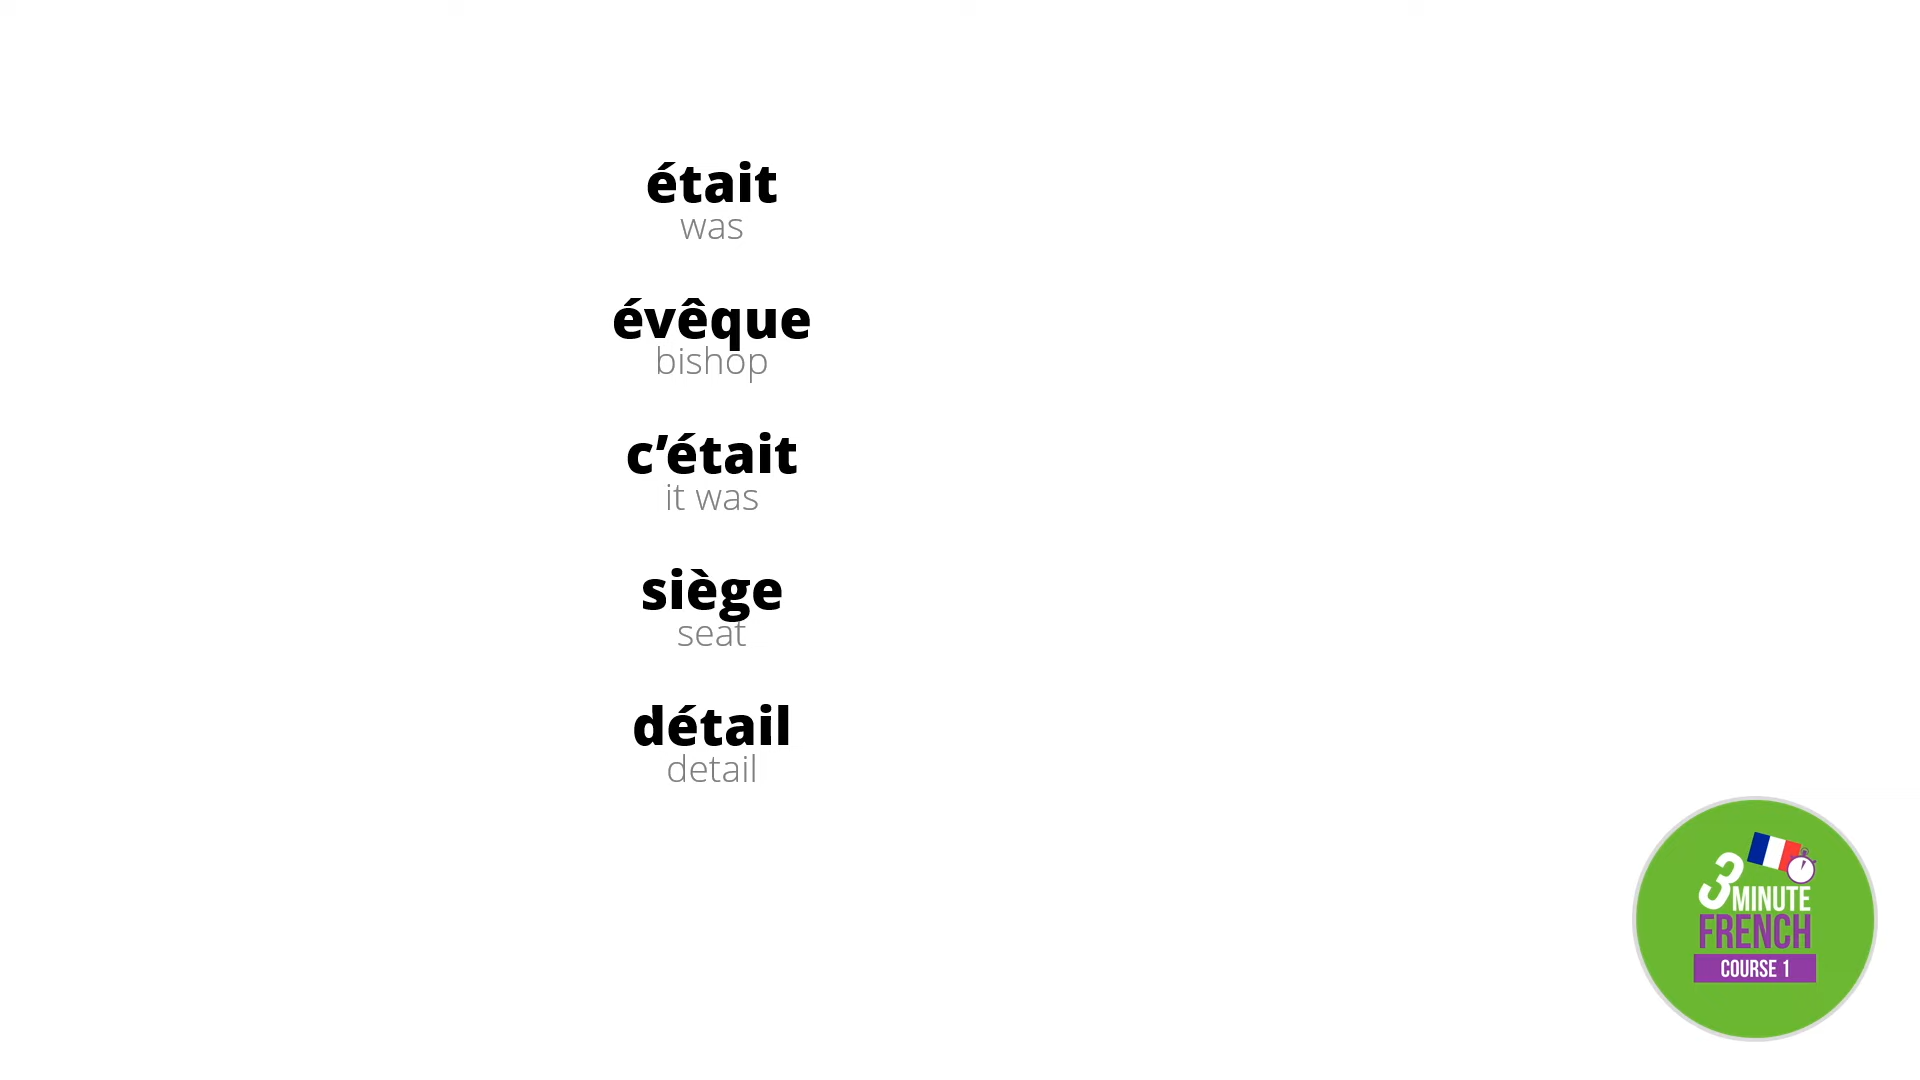 était
was
évêque
bishop
c’était
it was
siège
seat
détail
detail
3 MINUTE
FRENCH
COURSE 1